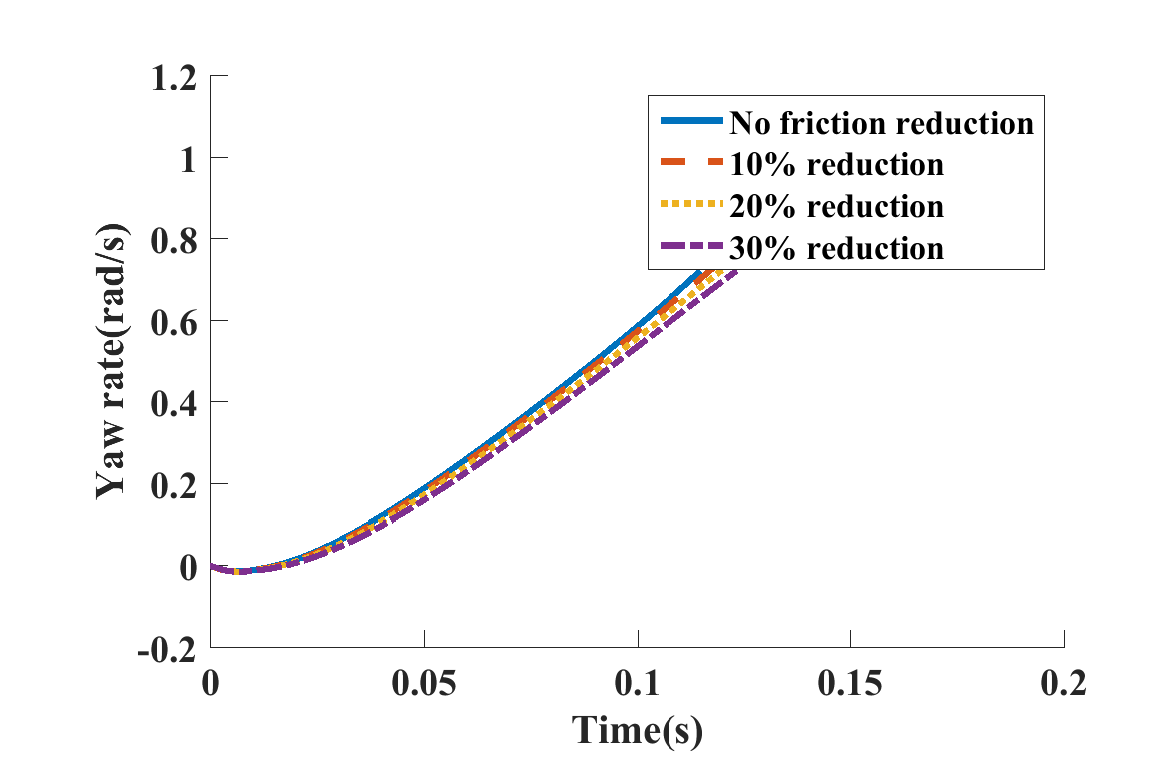 1.2
1
0.8
0.6
0.4
0.2
0
-0.2
Yaw rate(rad/s)
No friction reduction
10% reduction
20% reduction
30% reduction
0
0.05
0.1
0.15
0.2
Time(s)